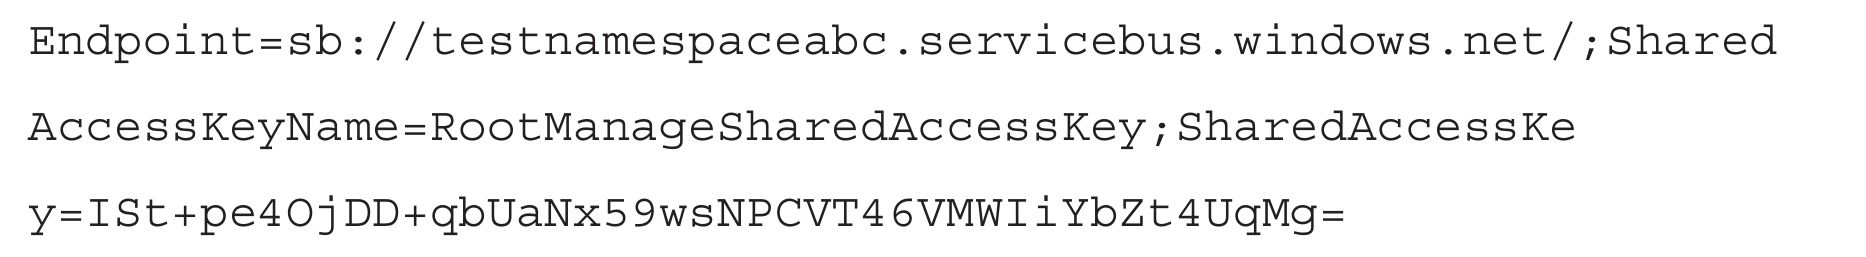 Endpoint=sb://testnamespaceabc.servicebus.windows.net/;Shared
AccessKeyName=RootManageSharedAccessKey;SharedAccessKe
y=ISt+pe4OjDD+qbUaNx59wsNPCVT46VMWIiYbZt4UqMg=